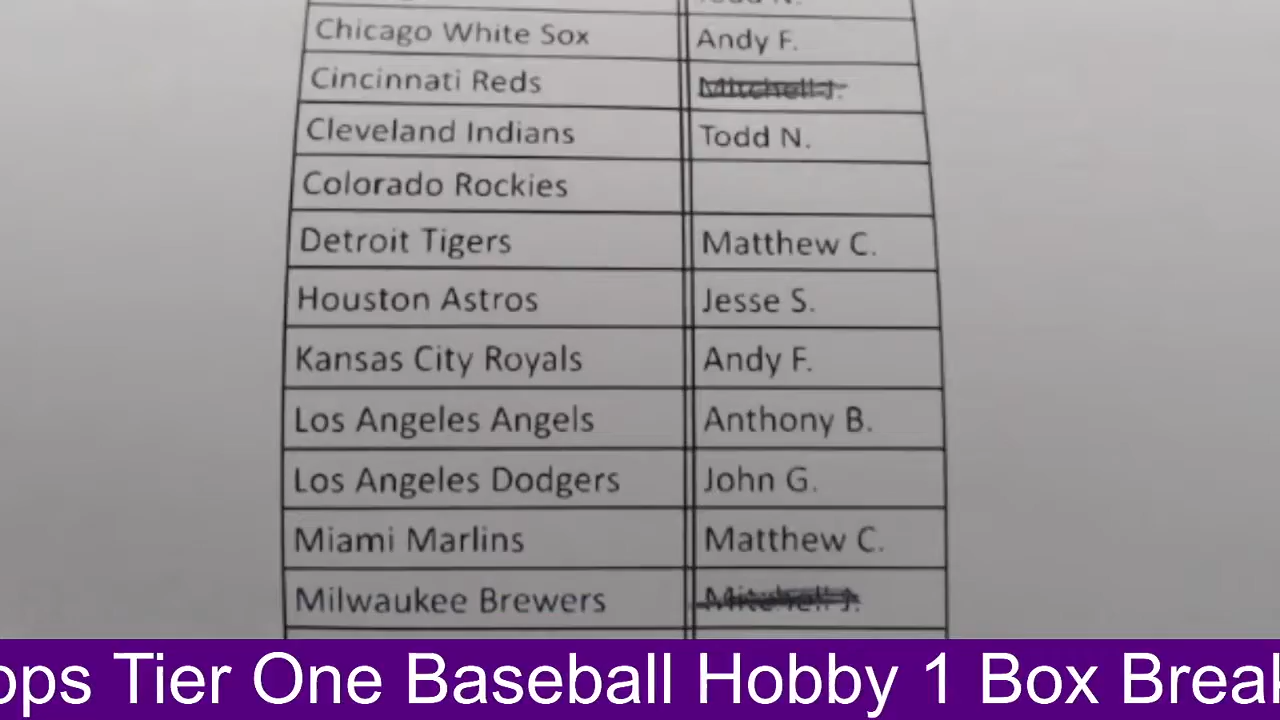 Todd N.
Chicago White Sox Andy F.
Cincinnati Reds Mitchell J.
Cleveland Indians Todd N.
Colorado Rockies
Detroit Tigers Matthew C.
Houston Astros Jesse S.
Kansas City Royals Andy F.
Los Angeles Angels Anthony B.
Los Angeles Dodgers John G.
Miami Marlins Matthew C.
Milwaukee Brewers Mitchell J.
ops Tier One Baseball Hobby 1 Box Break